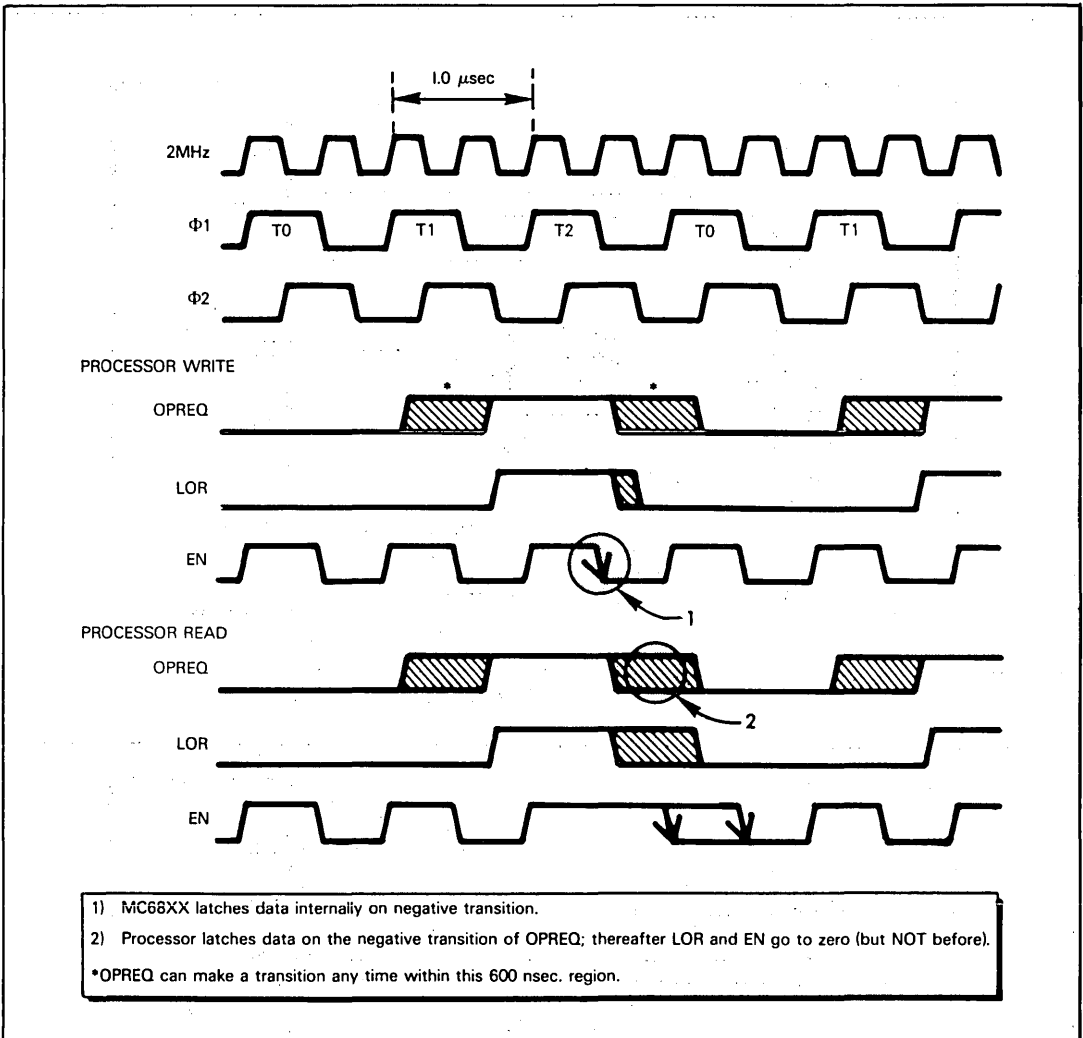 1.0 μsec
2MHz
Φ1
T0 T1 T2 T0 T1
Φ2
PROCESSOR WRITE
* *
OPREQ
LOR
EN
1
PROCESSOR READ
OPREQ
2
LOR
EN
1) MC68XX latches data internally on negative transition.
2) Processor latches data on the negative transition of OPREQ; thereafter LOR and EN go to zero (but NOT before).
*OPREQ can make a transition any time within this 600 nsec. region.